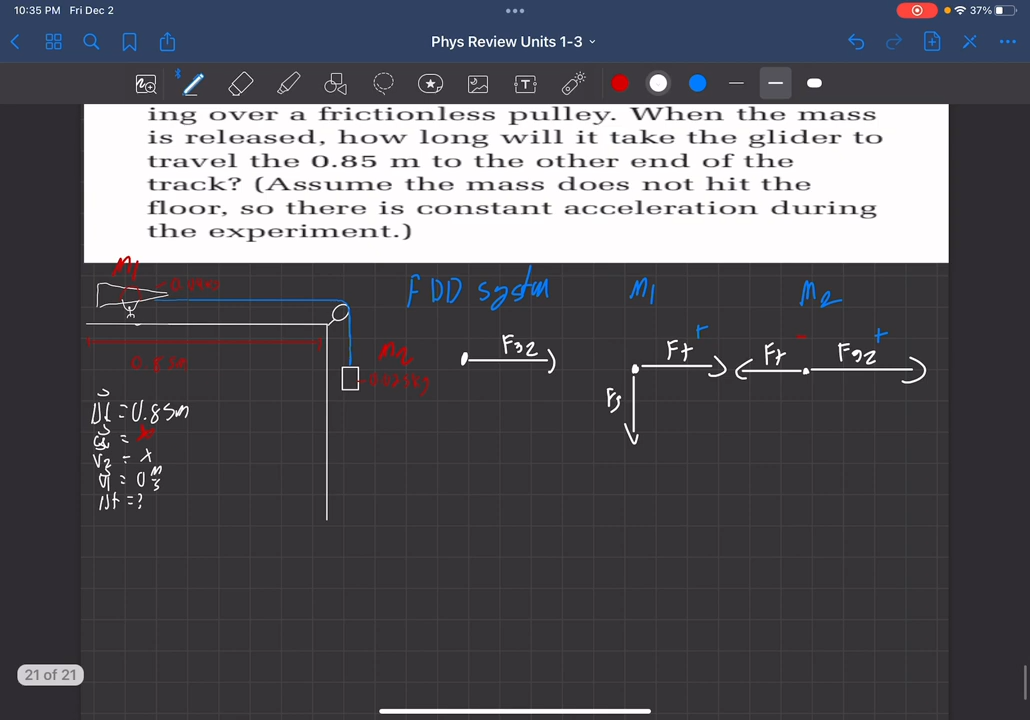 10:35 PM Fri Dec 2
37%
Phys Review Units 1-3
ing over a frictionless pulley. When the mass
is released, how long will it take the glider to
travel the 0.85 m to the other end of the
track? (Assume the mass does not hit the
floor, so there is constant acceleration during
the experiment.)
M1
FDD system
M1
M2
+
-
+
Fg2
Ft
Ft
Fg2
M2
0.85m
Fg
= 0.85m
=
V2 = x
V1 = 0 m/s
Δt = ?
21 of 21